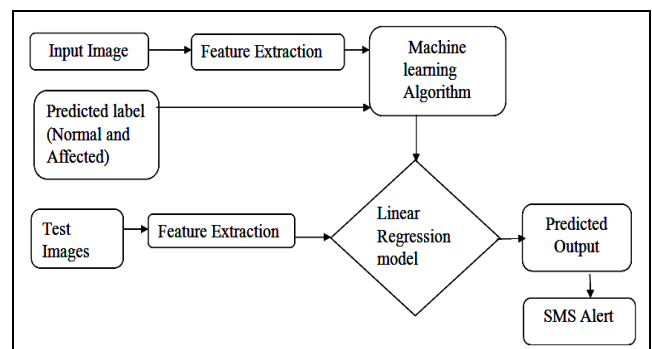 Input Image
Feature Extraction
Machine
learning
Algorithm
Predicted label
(Normal and
Affected)
Test
Images
Feature Extraction
Linear
Regression
model
Predicted
Output
SMS Alert